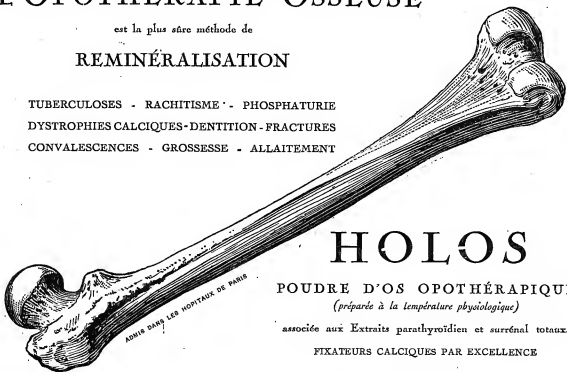 L'OPOTHÉRAPIE OSSEUSE
est la plus sûre méthode de
REMINÉRALISATION
TUBERCULOSES - RACHITISME - PHOSPHATURIE
DYSTROPHIES CALCIQUES - DENTITION - FRACTURES
CONVALESCENCES - GROSSESSE - ALLAITEMENT
ADMIS DANS LES HOPITAUX DE PARIS
HOLOS
POUDRE D'OS OPOTHÉRAPIQU
(préparée à la température physiologique)
associée aux Extraits parathyroïdien et surrénal totaux
FIXATEURS CALCIQUES PAR EXCELLENCE